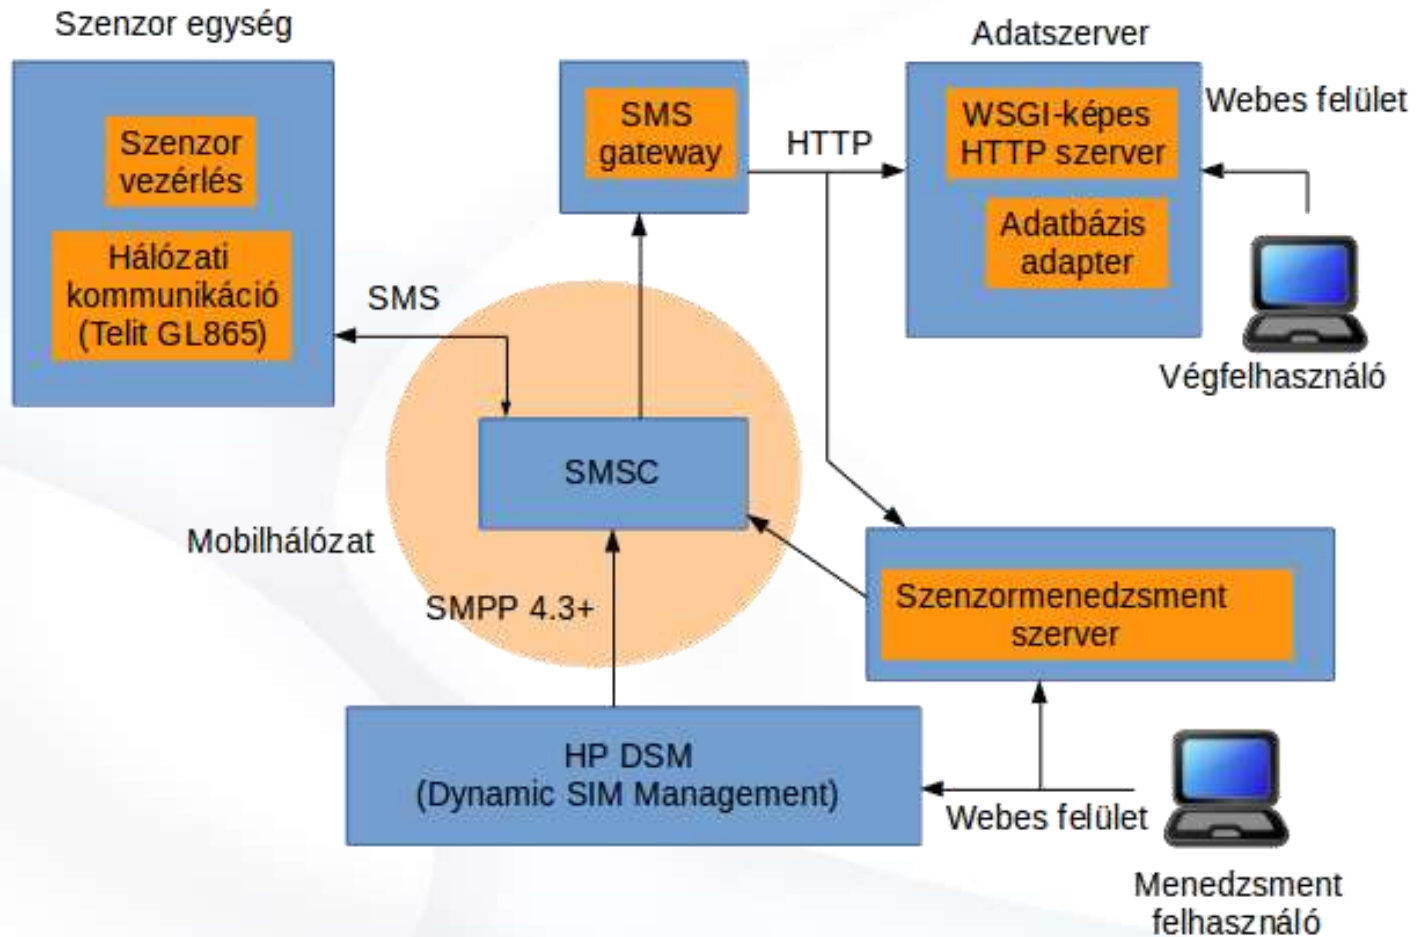 Szenzor egység
Szenzor
vezérlés
Hálózati
kommunikáció
(Telit GL865)
SMS
SMS
gateway
HTTP
Adatszerver
WSGI-képes
HTTP szerver
Adatbázis
adapter
Webes felület
Végfelhasználó
SMSC
Mobilhálózat
SMPP 4.3+
Szenzormenedzsment
szerver
HP DSM
(Dynamic SIM Management)
Webes felület
Menedzsment
felhasználó